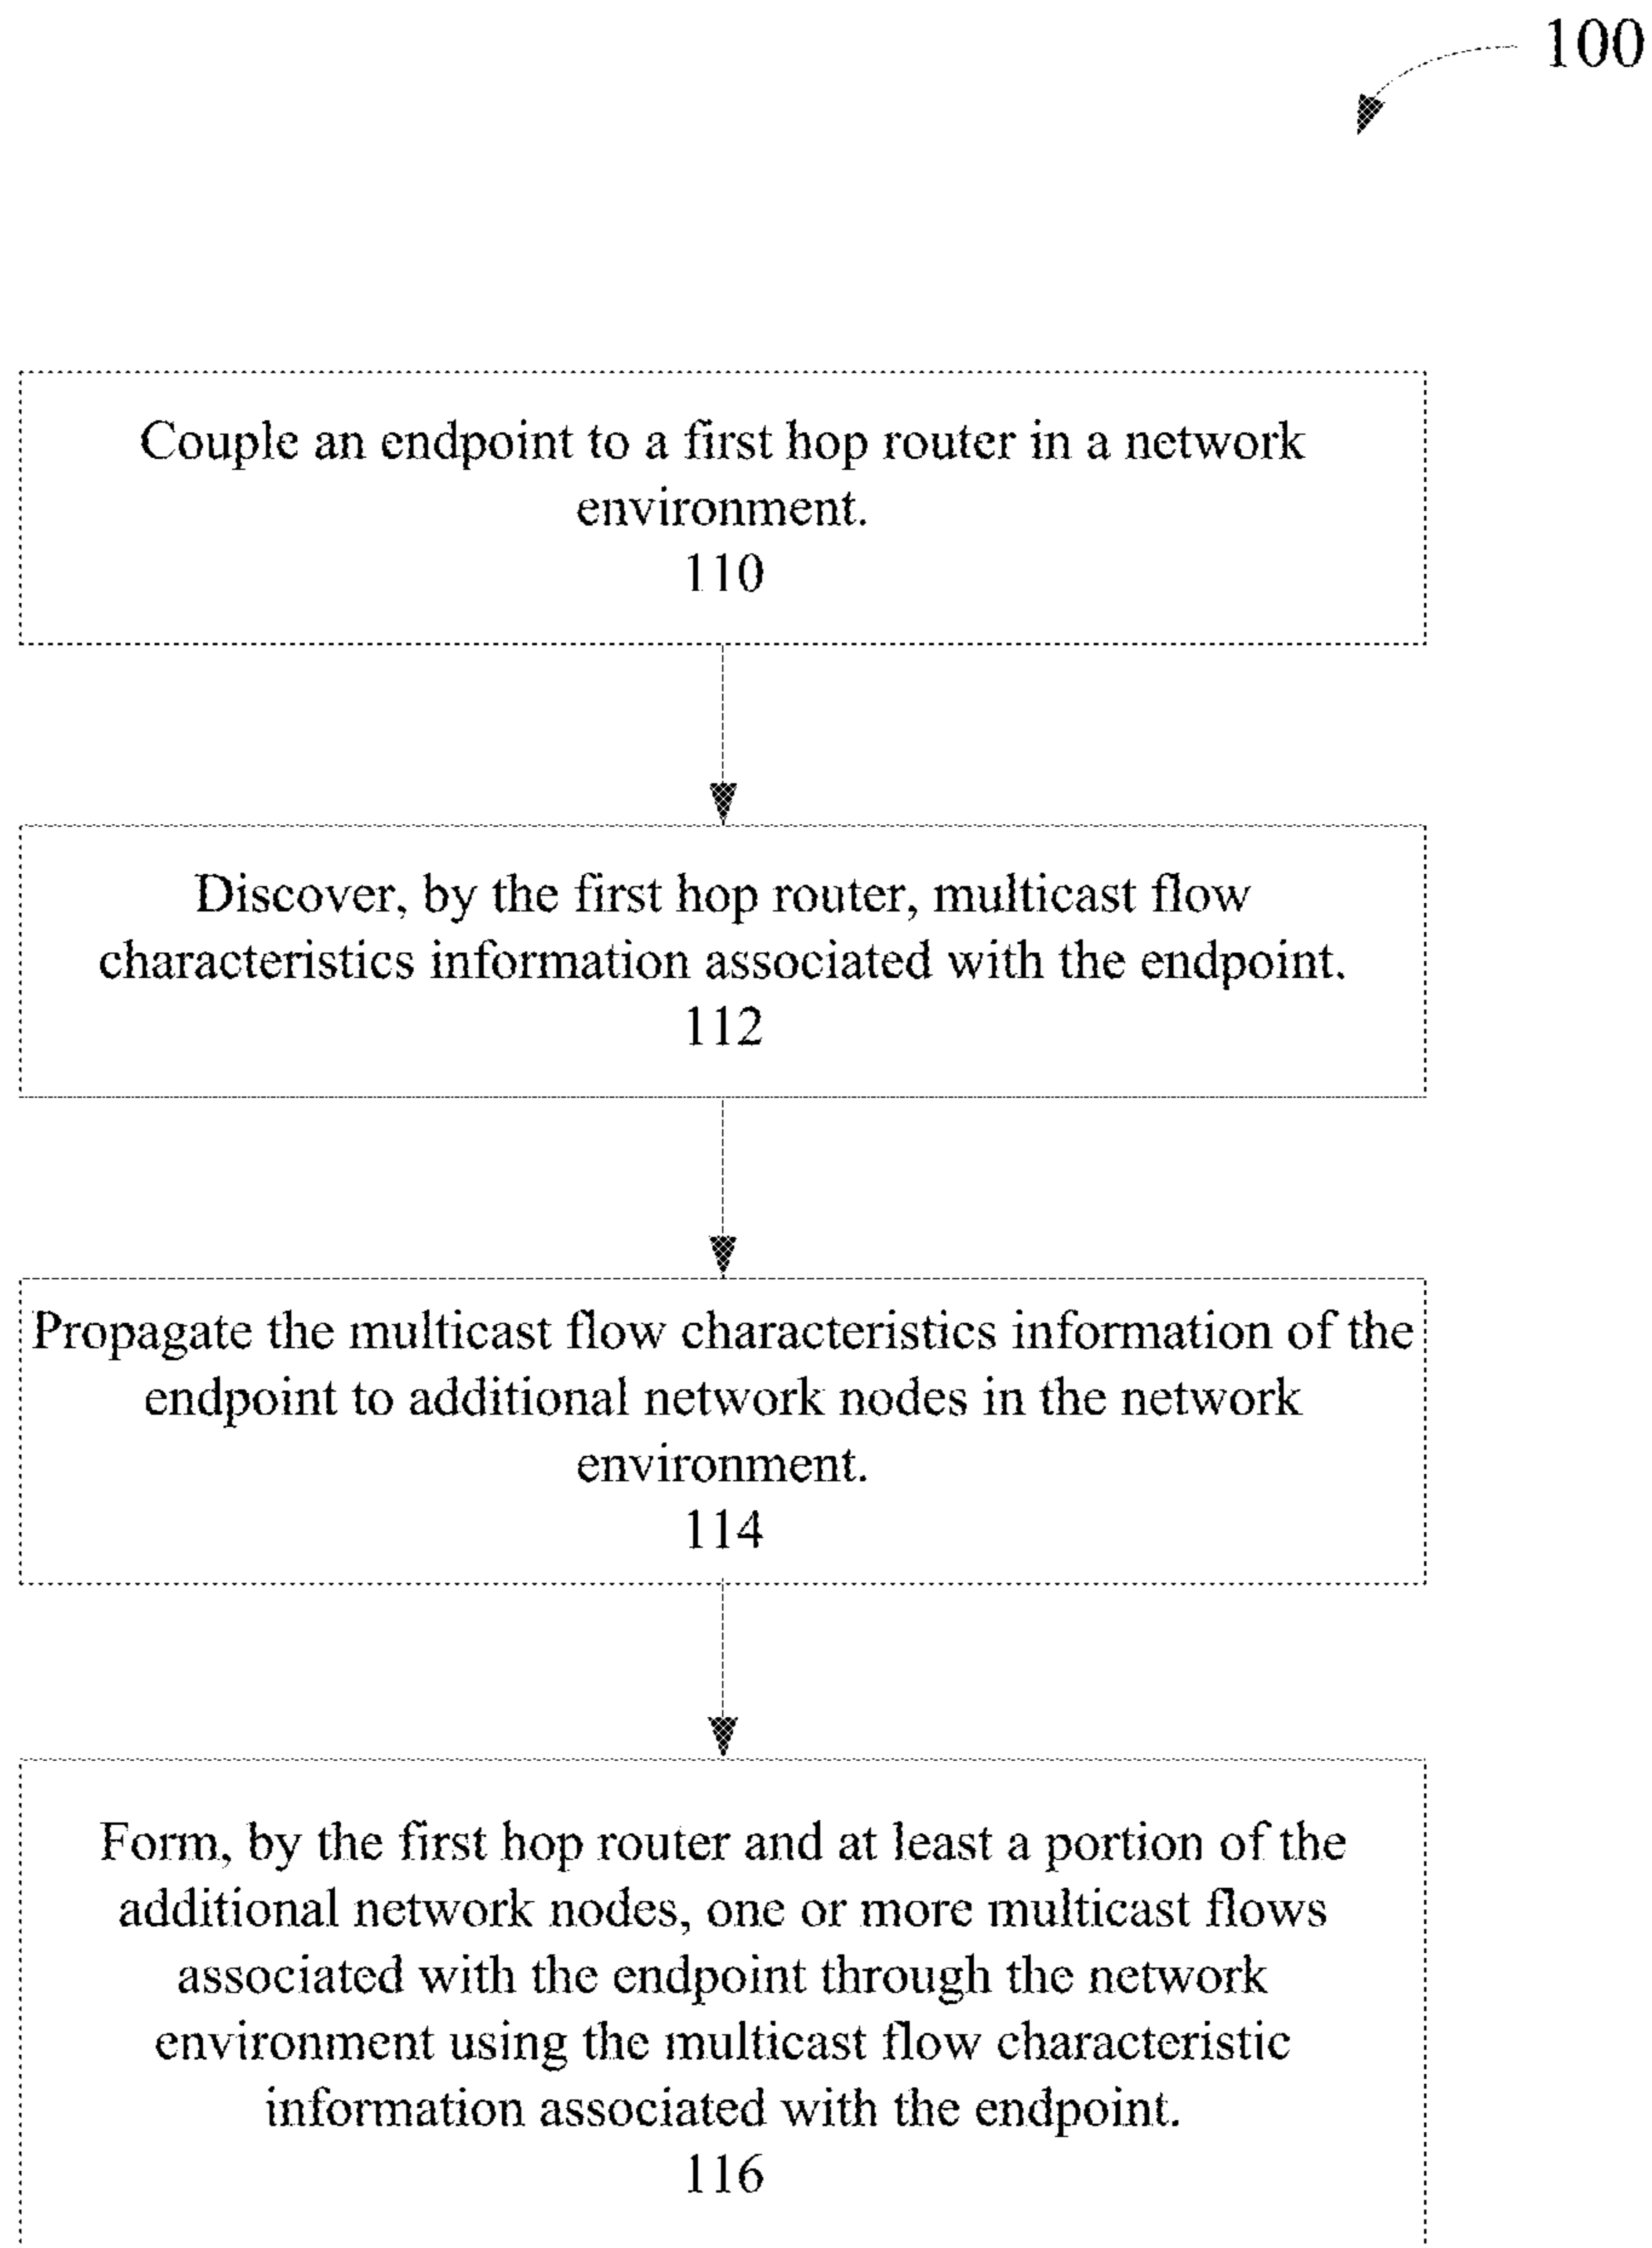 100
Couple an endpoint to a first hop router in a network
environment.
110
Discover, by the first hop router, multicast flow
characteristics information associated with the endpoint.
112
Propagate the multicast flow characteristics information of the
endpoint to additional network nodes in the network
environment.
114
Form, by the first hop router and at least a portion of the
additional network nodes, one or more multicast flows
associated with the endpoint through the network
environment using the multicast flow characteristic
information associated with the endpoint.
116